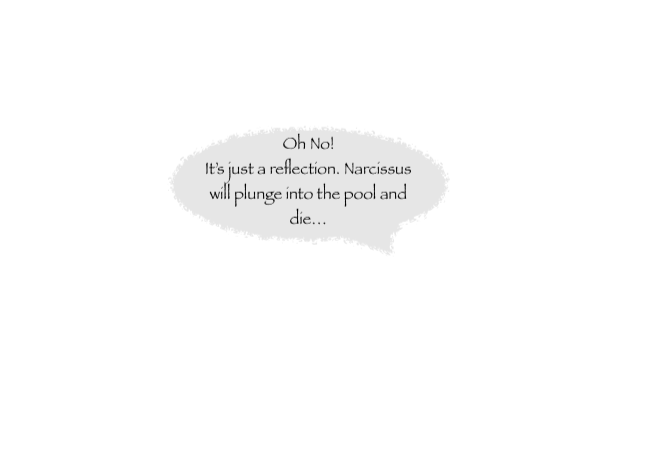 Oh No!
It's just a reflection. Narcissus
will plunge into the pool and
die...